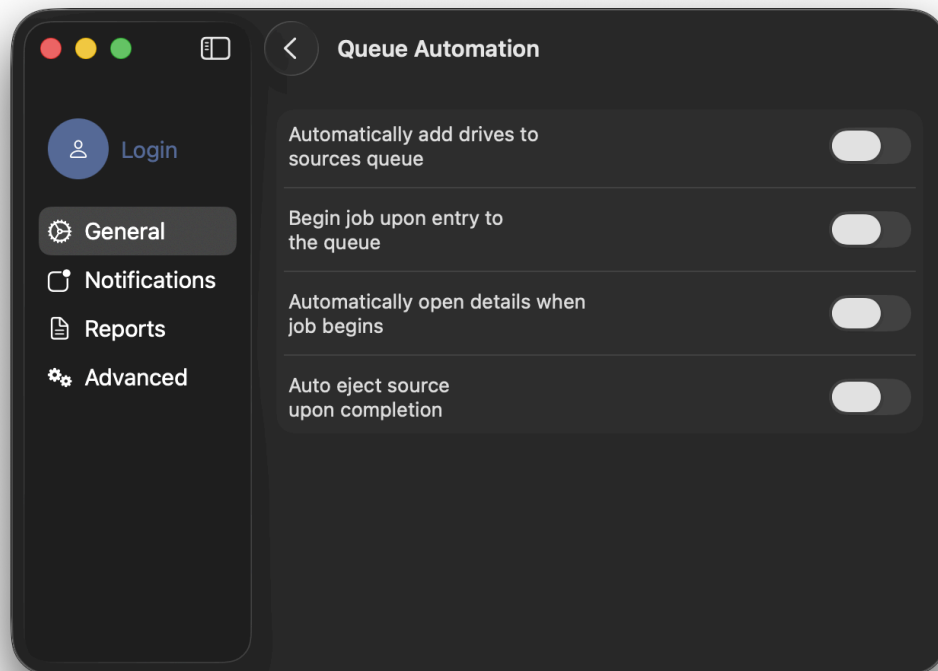 Queue Automation
Login
General
Notifications
Reports
Advanced
Automatically add drives to
sources queue
Begin job upon entry to
the queue
Automatically open details when
job begins
Auto eject source
upon completion